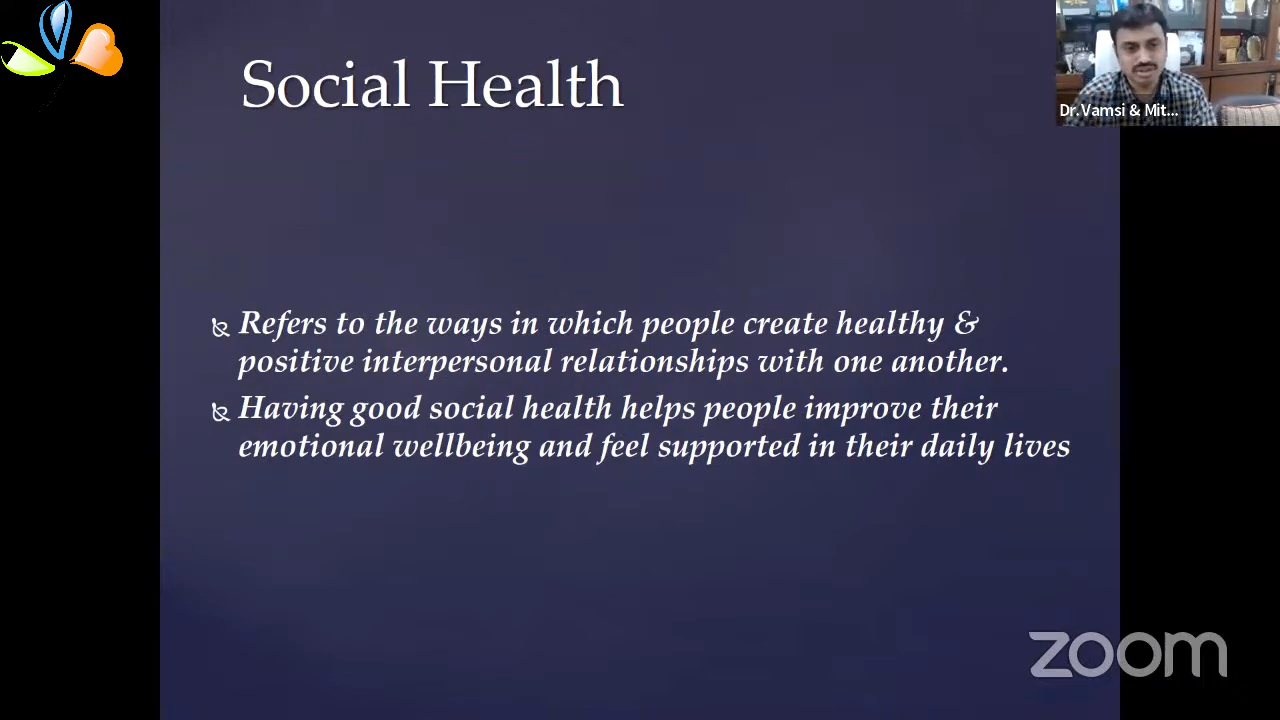 Social Health
Dr.Vamsi & Mit...
Refers to the ways in which people create healthy &
positive interpersonal relationships with one another.
Having good social health helps people improve their
emotional wellbeing and feel supported in their daily lives
zoom